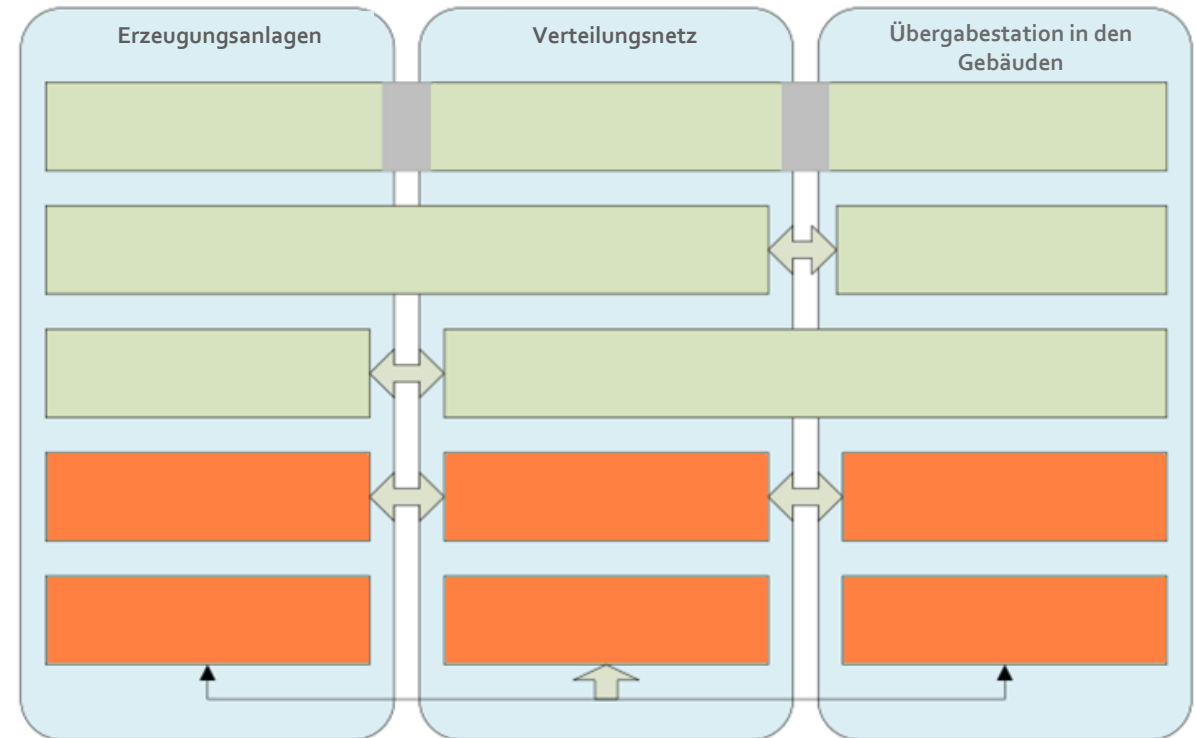 Erzeugungsanlagen
Verteilungsnetz
Übergabestation in den
Gebäuden